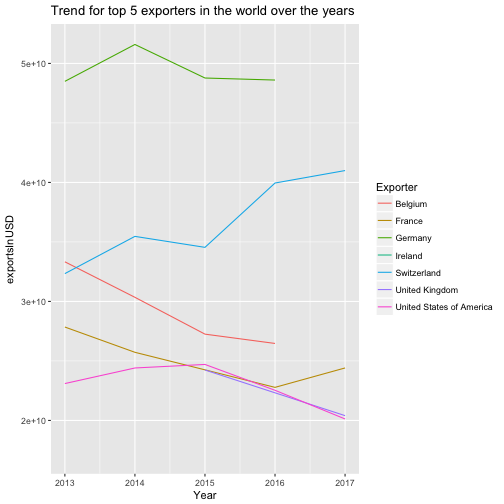 Trend for top 5 exporters in the world over the years
5e+10
4e+10
3e+10
2e+10
exportsInUSD
2013 2014 2015 2016 2017
Year
Exporter
Belgium
France
Germany
Ireland
Switzerland
United Kingdom
United States of America